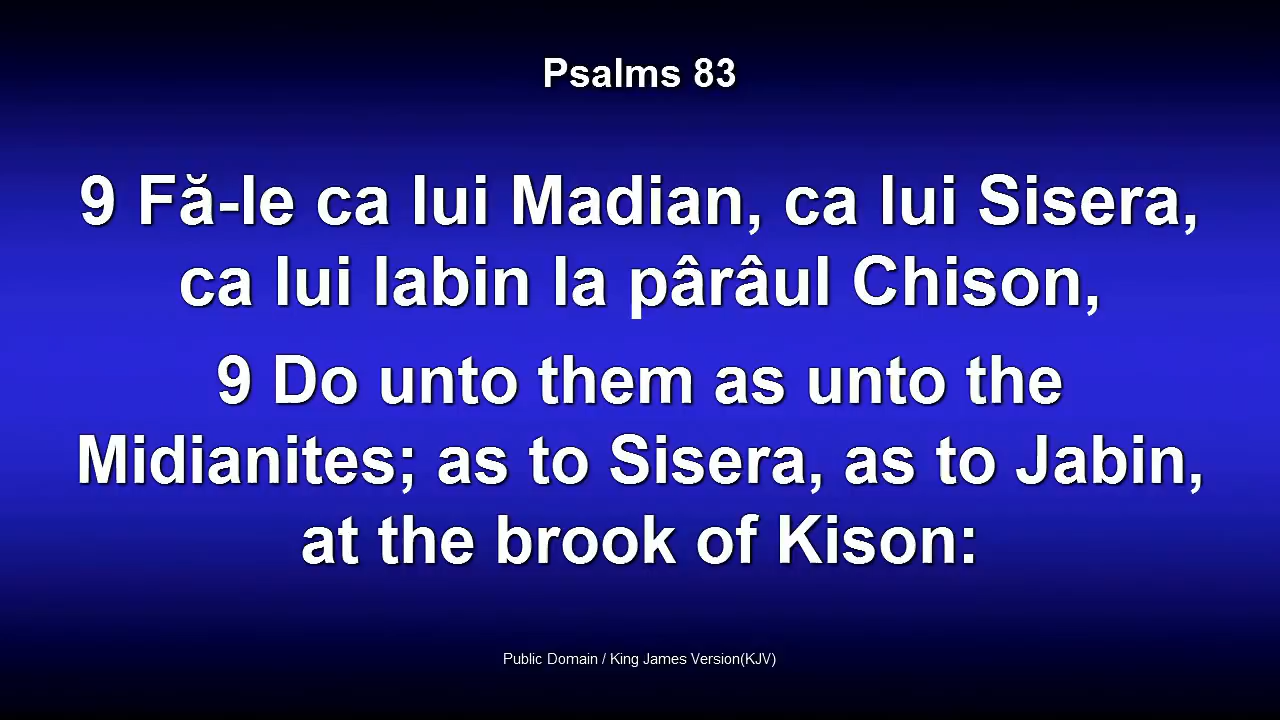 Psalms 83
9 Fă-le ca lui Madian, ca lui Sisera,
ca lui Iabin la pârâul Chison,
9 Do unto them as unto the
Midianites; as to Sisera, as to Jabin,
at the brook of Kison:
Public Domain / King James Version(KJV)